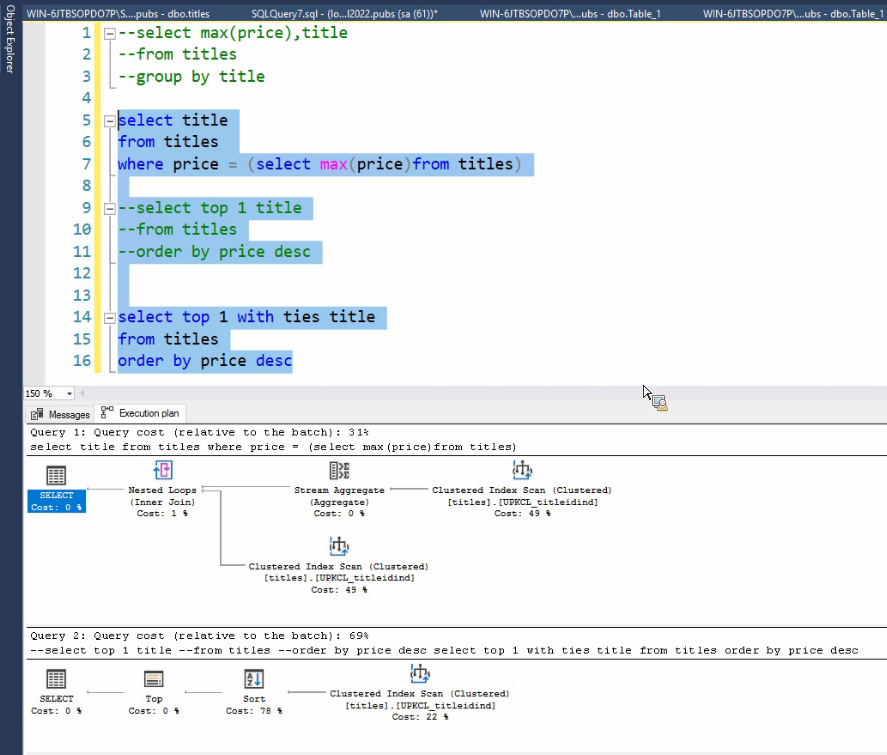 Object Explorer
WIN-6JTBSOPDO7P\S....pubs - dbo.titles
SQLQuery7.sql - (lo...l2022.pubs (sa (61))*
WIN-6JTBSOPDO7P\...ubs - dbo.Table_1
WIN-6JTBSOPDO7P\...ubs - dbo.Table_1
1 --select max(price),title
2 --from titles
3 --group by title
4
5 select title
6 from titles
7 where price = (select max(price)from titles)
8
9 --select top 1 title
10 --from titles
11 --order by price desc
12
13
14 select top 1 with ties title
15 from titles
16 order by price desc
150 %
Messages
Execution plan
Query 1: Query cost (relative to the batch): 31%
select title from titles where price = (select max(price)from titles)
SELECT
Cost: 0 %
Nested Loops
(Inner Join)
Cost: 1 %
Stream Aggregate
(Aggregate)
Cost: 0 %
Clustered Index Scan (Clustered)
[titles].[UPKCL_titleidind]
Cost: 49 %
Clustered Index Scan (Clustered)
[titles].[UPKCL_titleidind]
Cost: 49 %
Query 2: Query cost (relative to the batch): 69%
--select top 1 title --from titles --order by price desc select top 1 with ties title from titles order by price desc
SELECT
Cost: 0 %
Top
Cost: 0 %
Sort
Cost: 78 %
Clustered Index Scan (Clustered)
[titles].[UPKCL_titleidind]
Cost: 22 %